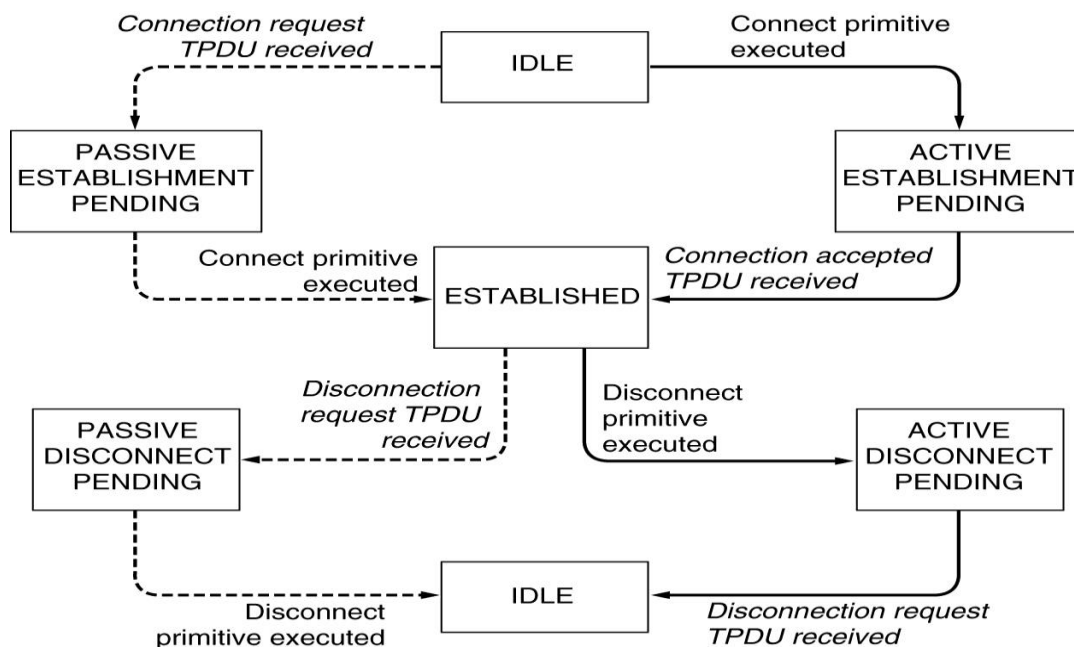 Connection request
TPDU received
IDLE
Connect primitive
executed
PASSIVE
ESTABLISHMENT
PENDING
ACTIVE
ESTABLISHMENT
PENDING
Connect primitive
executed
ESTABLISHED
Connection accepted
TPDU received
Disconnection
request TPDU
received
Disconnect
primitive
executed
PASSIVE
DISCONNECT
PENDING
ACTIVE
DISCONNECT
PENDING
Disconnect
primitive executed
IDLE
Disconnection request
TPDU received